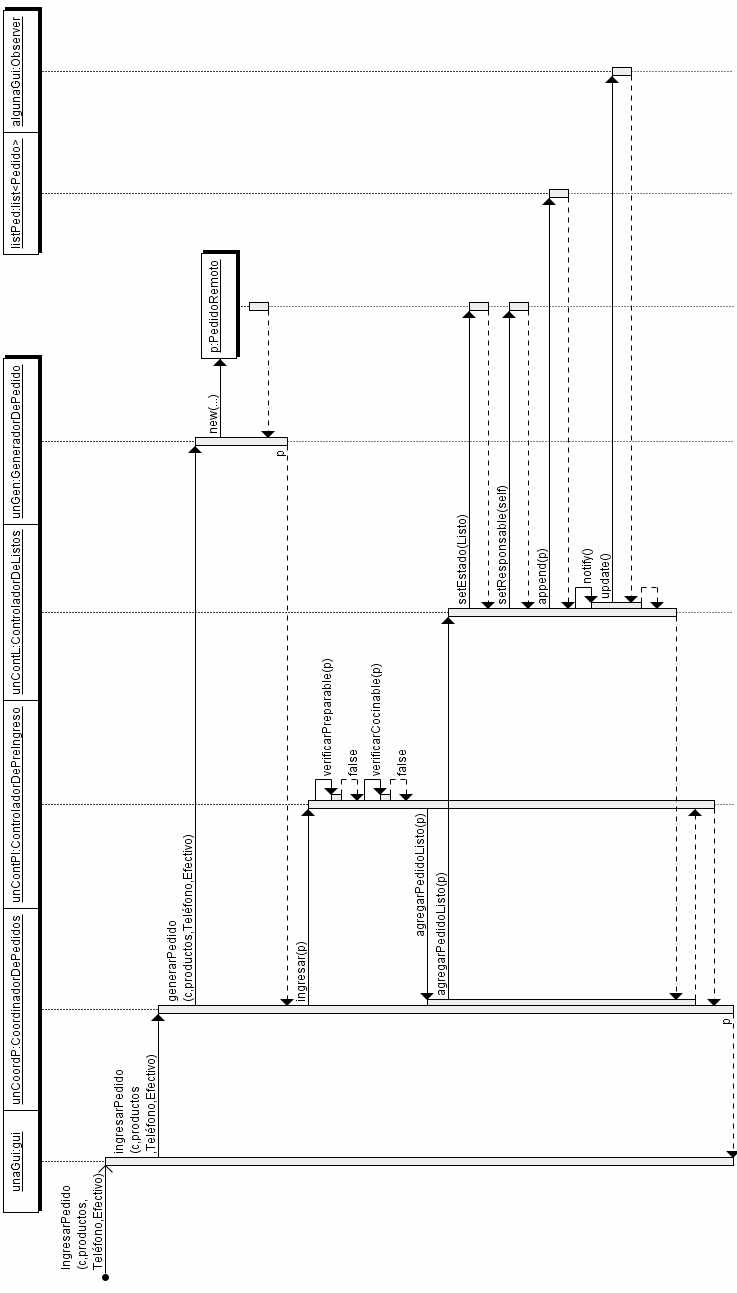 unaGui:gui
unCoordP:CoordinadorDePedidos
unContPI:ControladorDePreIngreso
unContL:ControladorDeListos
unGen:GeneradorDePedido
listPed:list<Pedido>
algunaGui:Observer
IngresarPedido
(c,productos,
Teléfono,Efectivo)
ingresarPedido
(c,productos
,Teléfono,Efectivo)
generarPedido
(c,productos,Teléfono,Efectivo)
new(...)
p:PedidoRemoto
p
ingresar(p)
verificarPreparable(p)
false
verificarCocinable(p)
false
agregarPedidoListo(p)
agregarPedidoListo(p)
setEstado(Listo)
setResponsable(self)
append(p)
notify()
update()
p